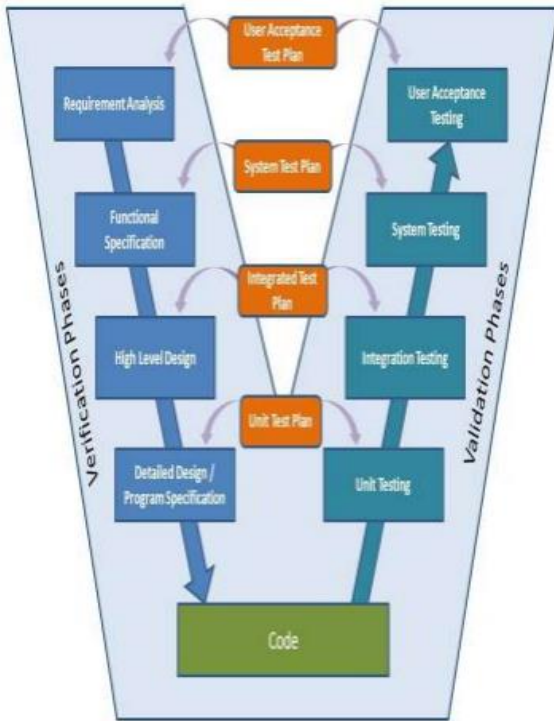 User Acceptance
Test Plan
Requirement Analysis
User Acceptance
Testing
System Test Plan
Functional
Specification
System Testing
Integrated Test
Plan
High Level Design
Integration Testing
Unit Test Plan
Detailed Design /
Program Specification
Unit Testing
Code
Verification Phases
Validation Phases